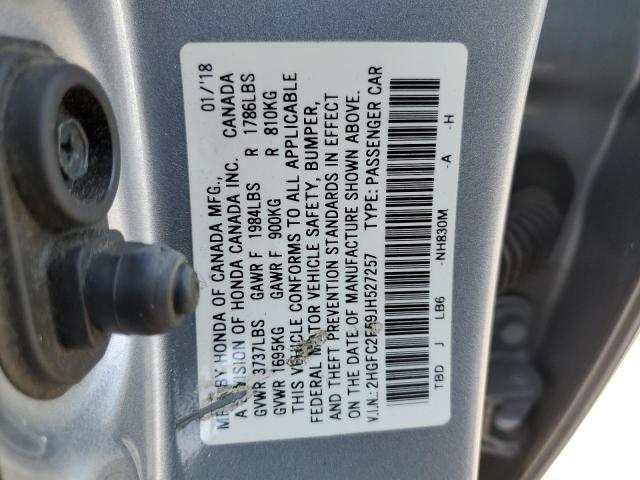 MFD. BY HONDA OF CANADA MFG., 01/'18
A DIVISION OF HONDA CANADA INC. CANADA
GVWR 3737LBS GAWR F 1984LBS R 1786LBS
GVWR 1695KG GAWR F 900KG R 810KG
THIS VEHICLE CONFORMS TO ALL APPLICABLE
FEDERAL MOTOR VEHICLE SAFETY, BUMPER,
AND THEFT PREVENTION STANDARDS IN EFFECT
ON THE DATE OF MANUFACTURE SHOWN ABOVE.
V.I.N.: 2HGFC2F59JH527257 TYPE: PASSENGER CAR
TBD J LB6 -NH830M -A -H